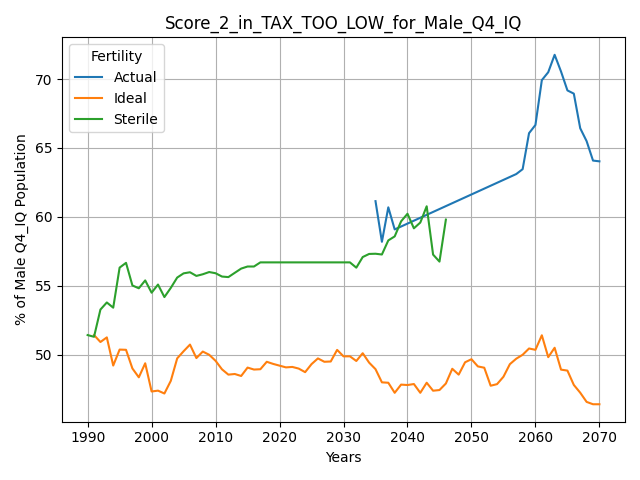 Score_2_in_TAX_TOO_LOW_for_Male_Q4_IQ
Fertility
Actual
Ideal
Sterile
% of Male Q4_IQ Population
70
65
60
55
50
1990 2000 2010 2020 2030 2040 2050 2060 2070
Years